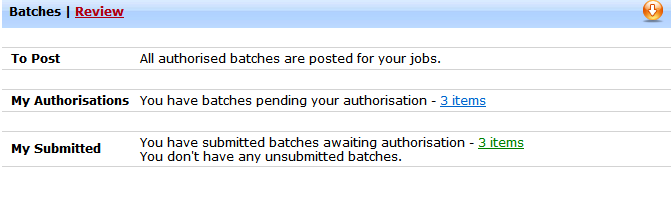 Batches | Review
To Post All authorised batches are posted for your jobs.
My Authorisations You have batches pending your authorisation - 3 items
My Submitted You have submitted batches awaiting authorisation - 3 items
You don't have any unsubmitted batches.